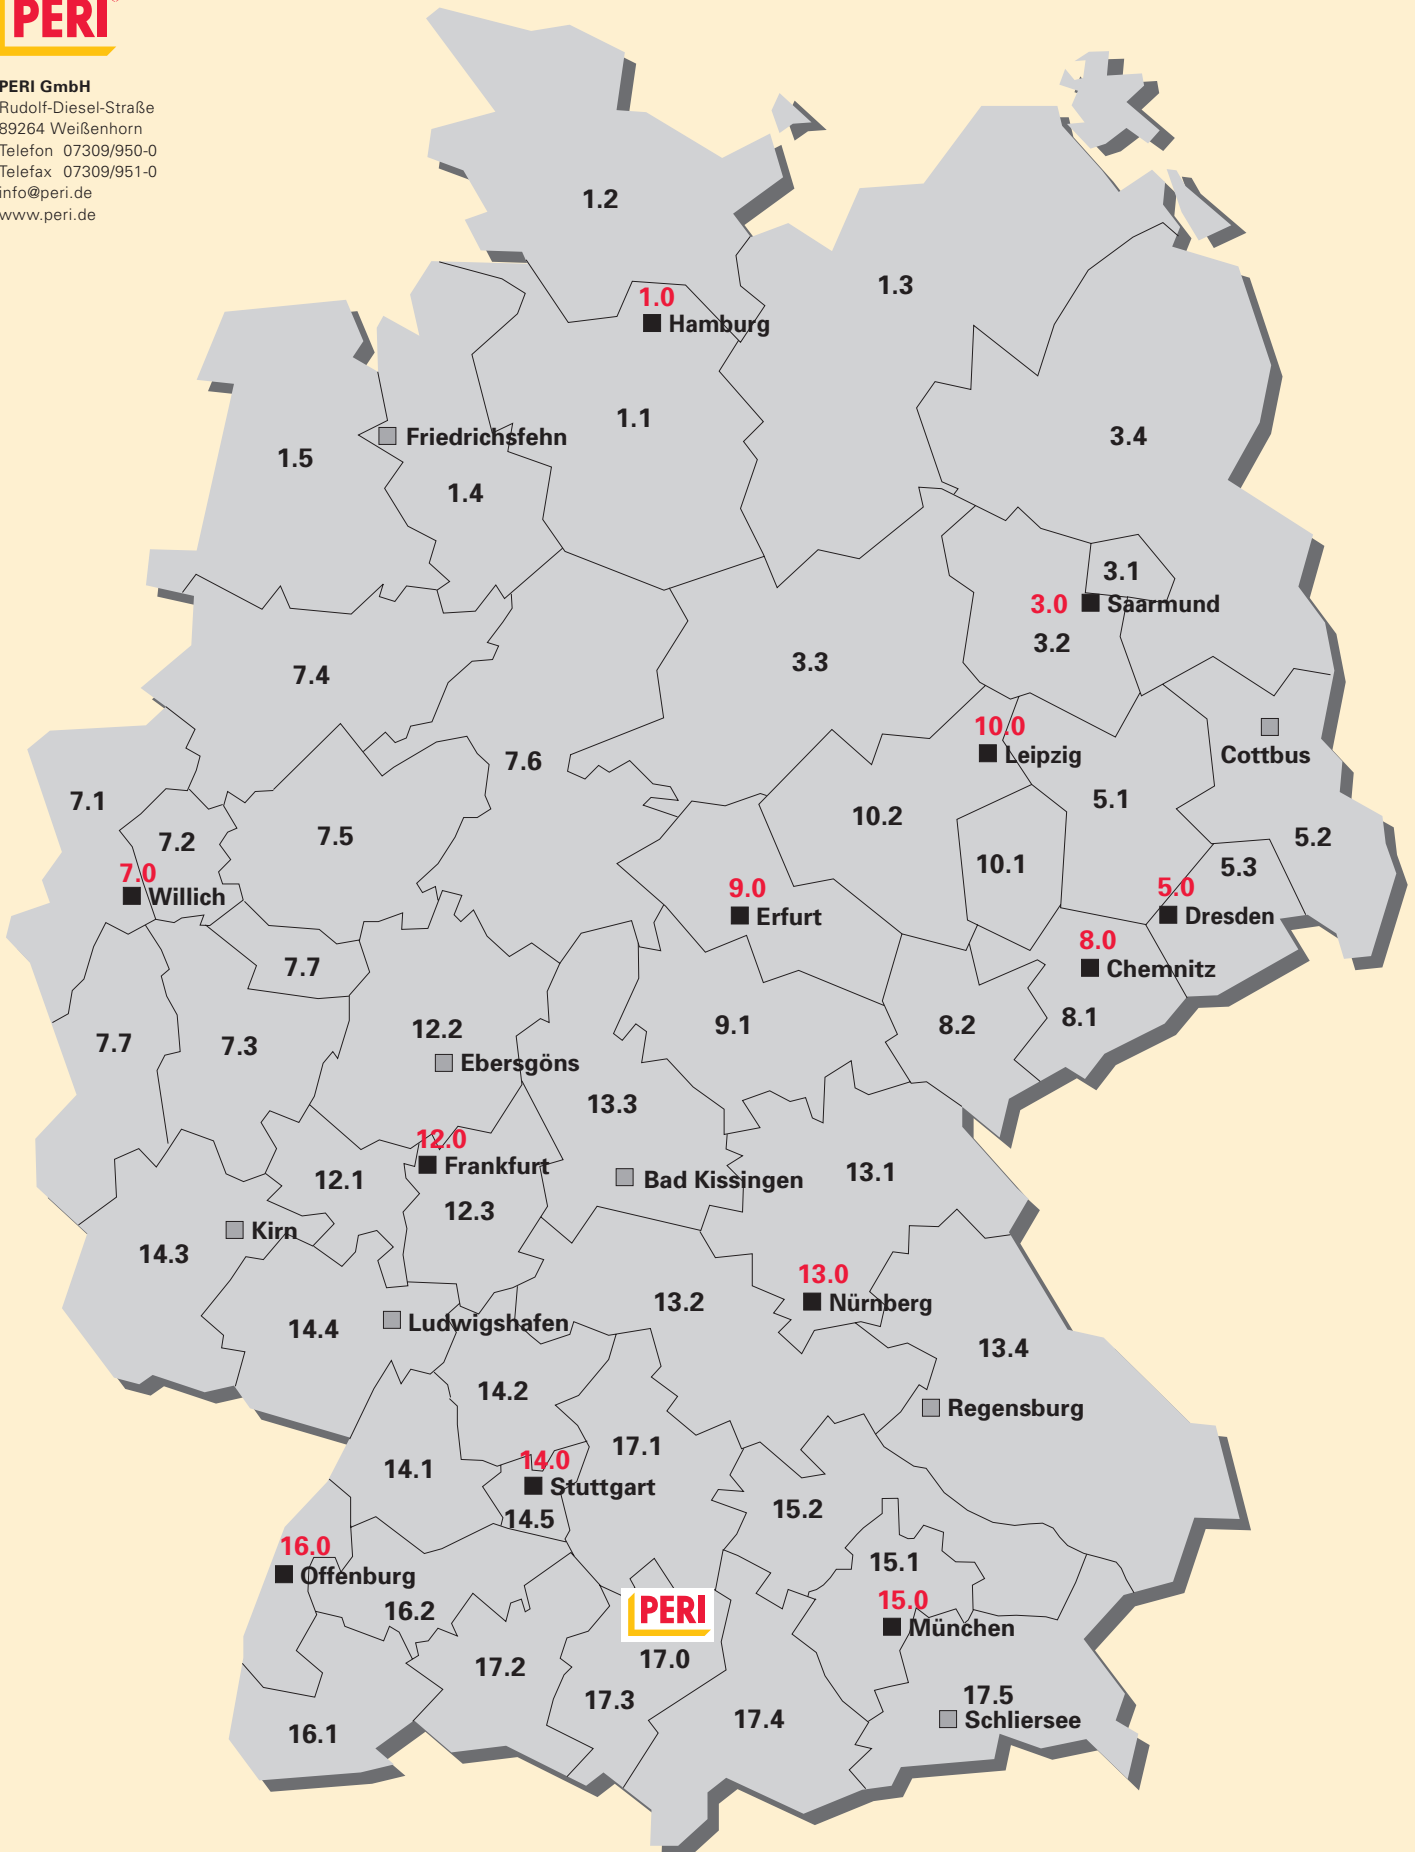 PERI
PERI GmbH
Rudolf-Diesel-Straße
89264 Weißenhorn
Telefon 07309/950-0
Telefax 07309/951-0
info@peri.de
www.peri.de
1.2
1.3
1.0
Hamburg
1.1
Friedrichsfehn
3.4
1.5
1.4
3.1
3.0
Saarmund
3.2
3.3
7.4
10.0
Leipzig
Cottbus
7.6
7.1
5.1
10.2
7.2
7.5
5.2
10.1
5.3
7.0
Willich
9.0
Erfurt
5.0
Dresden
8.0
Chemnitz
7.7
9.1
8.2
8.1
12.2
7.7
7.3
Ebersgöns
13.3
12.0
Frankfurt
13.1
12.1
Bad Kissingen
12.3
Kirn
14.3
13.0
Nürnberg
13.2
Ludwigshafen
14.4
13.4
14.2
Regensburg
17.1
14.0
Stuttgart
14.1
15.2
14.5
16.0
Offenburg
15.1
15.0
München
PERI
16.2
17.0
17.2
17.3
17.5
Schliersee
17.4
16.1